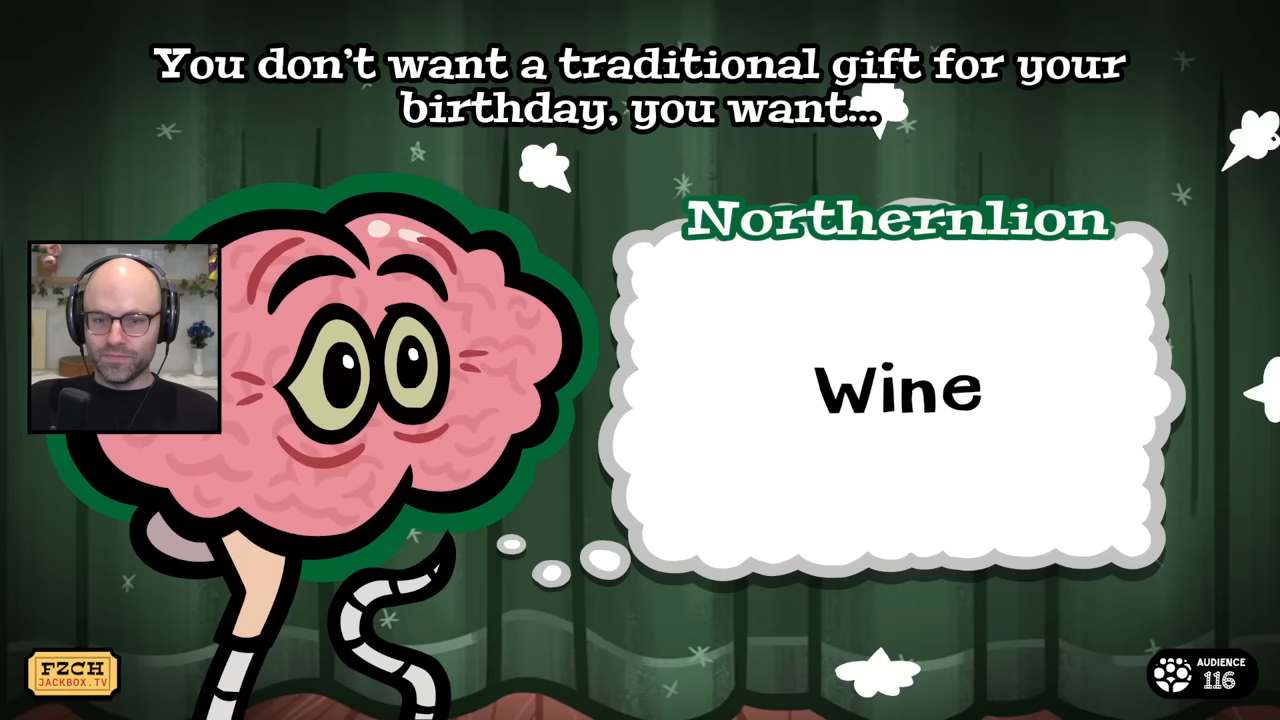 You don't want a traditional gift for your
birthday, you want...
Northernlion
Wine
FZCH
JACKBOX.TV
AUDIENCE
116